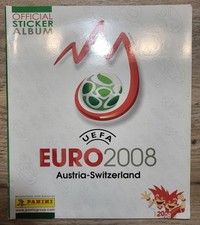 OFFICIAL
STICKER
ALBUM
UEFA
EURO2008
Austria-Switzerland
PANINI